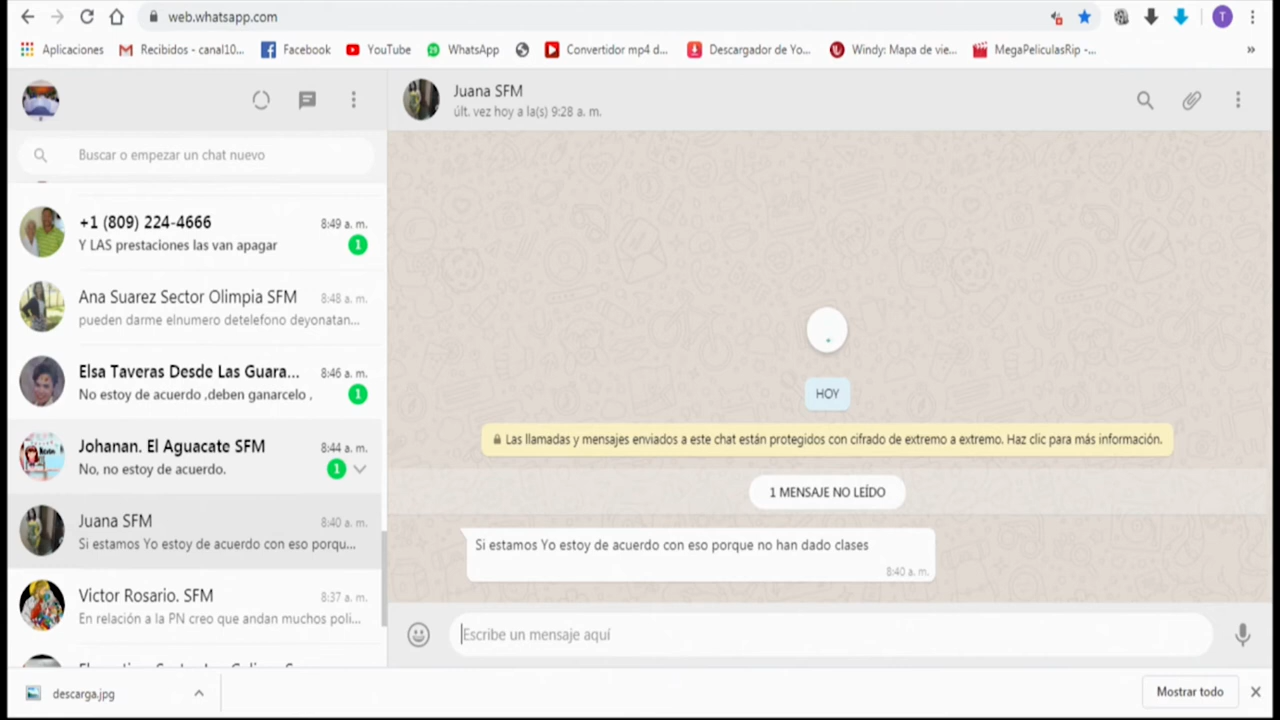 web.whatsapp.com
T
Aplicaciones
Recibidos - canal10...
Facebook
YouTube
WhatsApp
Convertidor mp4 d...
Descargador de Yo...
Windy: Mapa de vie...
MegaPeliculasRip -...
»
Buscar o empezar un chat nuevo
+1 (809) 224-4666
8:49 a. m.
Y LAS prestaciones las van apagar
1
Ana Suarez Sector Olimpia SFM
8:48 a. m.
pueden darme elnumero detelefono deyonatan...
Elsa Taveras Desde Las Guara...
8:46 a. m.
No estoy de acuerdo ,deben ganarcelo ,
1
Johanan. El Aguacate SFM
8:44 a. m.
No, no estoy de acuerdo.
1
Juana SFM
8:40 a. m.
Si estamos Yo estoy de acuerdo con eso porqu...
Victor Rosario. SFM
8:37 a. m.
En relación a la PN creo que andan muchos poli...
Juana SFM
últ. vez hoy a la(s) 9:28 a. m.
HOY
Las llamadas y mensajes enviados a este chat están protegidos con cifrado de extremo a extremo. Haz clic para más información.
1 MENSAJE NO LEÍDO
Si estamos Yo estoy de acuerdo con eso porque no han dado clases
8:40 a. m.
Escribe un mensaje aquí
descarga.jpg
Mostrar todo